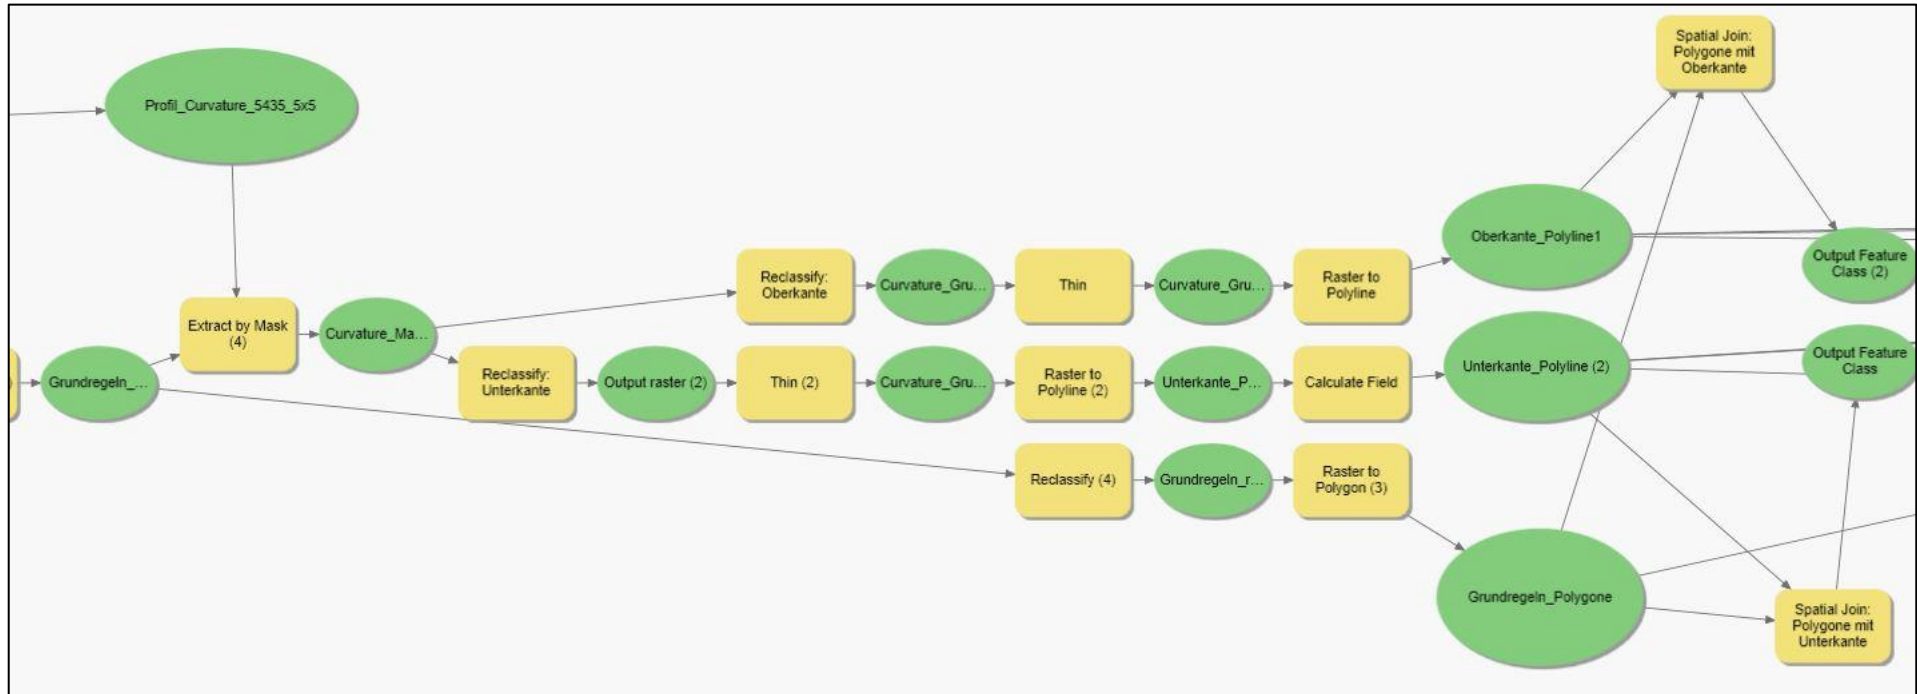 Spatial Join:
Polygone mit
Oberkante
Profil_Curvature_5435_5x5
Oberkante_Polyline1
Output Feature
Class (2)
Reclassify:
Oberkante
Curvature_Gru...
Thin
Curvature_Gru...
Raster to
Polyline
Extract by Mask
(4)
Curvature_Ma...
Grundregeln_...
Reclassify:
Unterkante
Output raster (2)
Thin (2)
Curvature_Gru...
Raster to
Polyline (2)
Unterkante_P...
Calculate Field
Unterkante_Polyline (2)
Output Feature
Class
Reclassify (4)
Grundregeln_r...
Raster to
Polygon (3)
Grundregeln_Polygone
Spatial Join:
Polygone mit
Unterkante